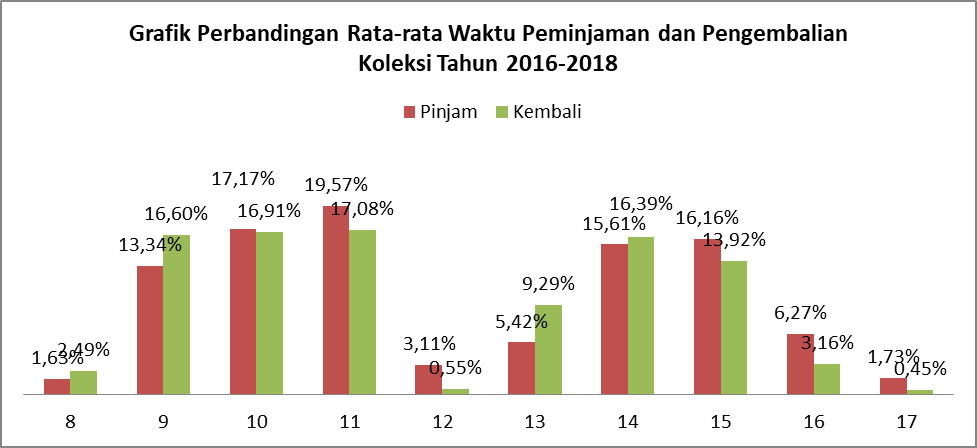 Grafik Perbandingan Rata-rata Waktu Peminjaman dan Pengembalian
Koleksi Tahun 2016-2018
Pinjam Kembali
1,63% 2,49%
13,34% 16,60%
17,17% 16,91%
19,57% 17,08%
3,11% 0,55%
5,42% 9,29%
15,61% 16,39%
16,16% 13,92%
6,27% 3,16%
1,73% 0,45%
8 9 10 11 12 13 14 15 16 17